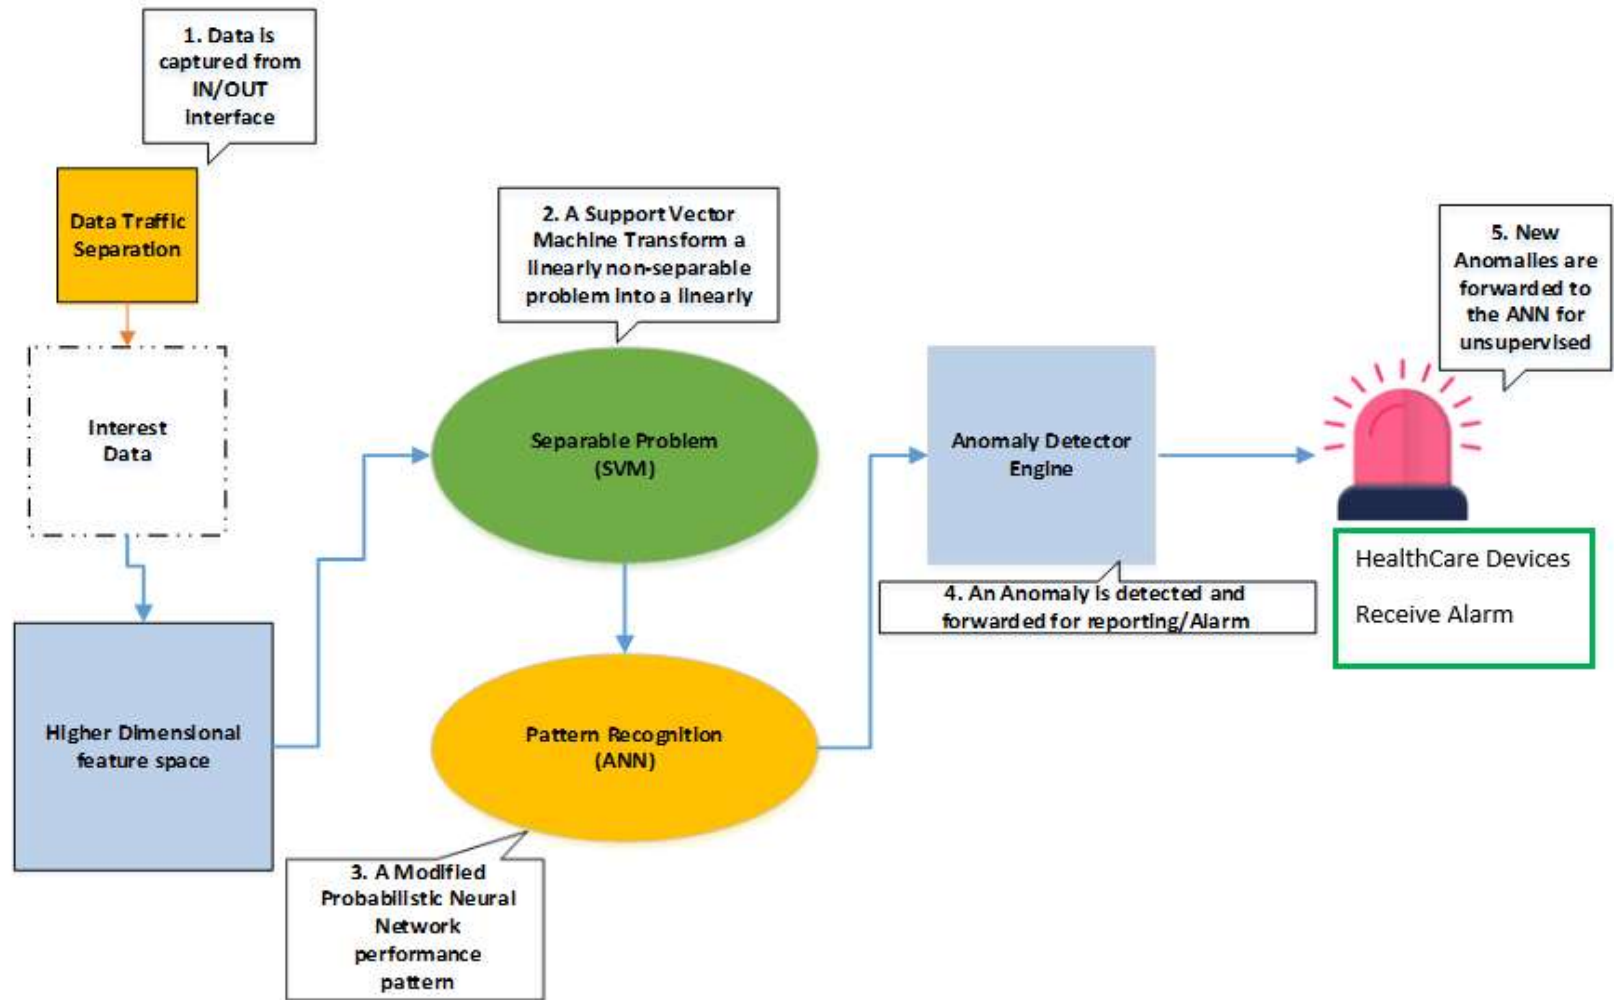 1. Data is
captured from
IN/OUT
interface
Data Traffic
Separation
Interest
Data
Higher Dimensional
feature space
2. A Support Vector
Machine Transform a
linearly non-separable
problem into a linearly
Separable Problem
(SVM)
Pattern Recognition
(ANN)
3. A Modified
Probabilistic Neural
Network
performance
pattern
Anomaly Detector
Engine
4. An Anomaly is detected and
forwarded for reporting/Alarm
5. New
Anomalies are
forwarded to
the ANN for
unsupervised
HealthCare Devices
Receive Alarm